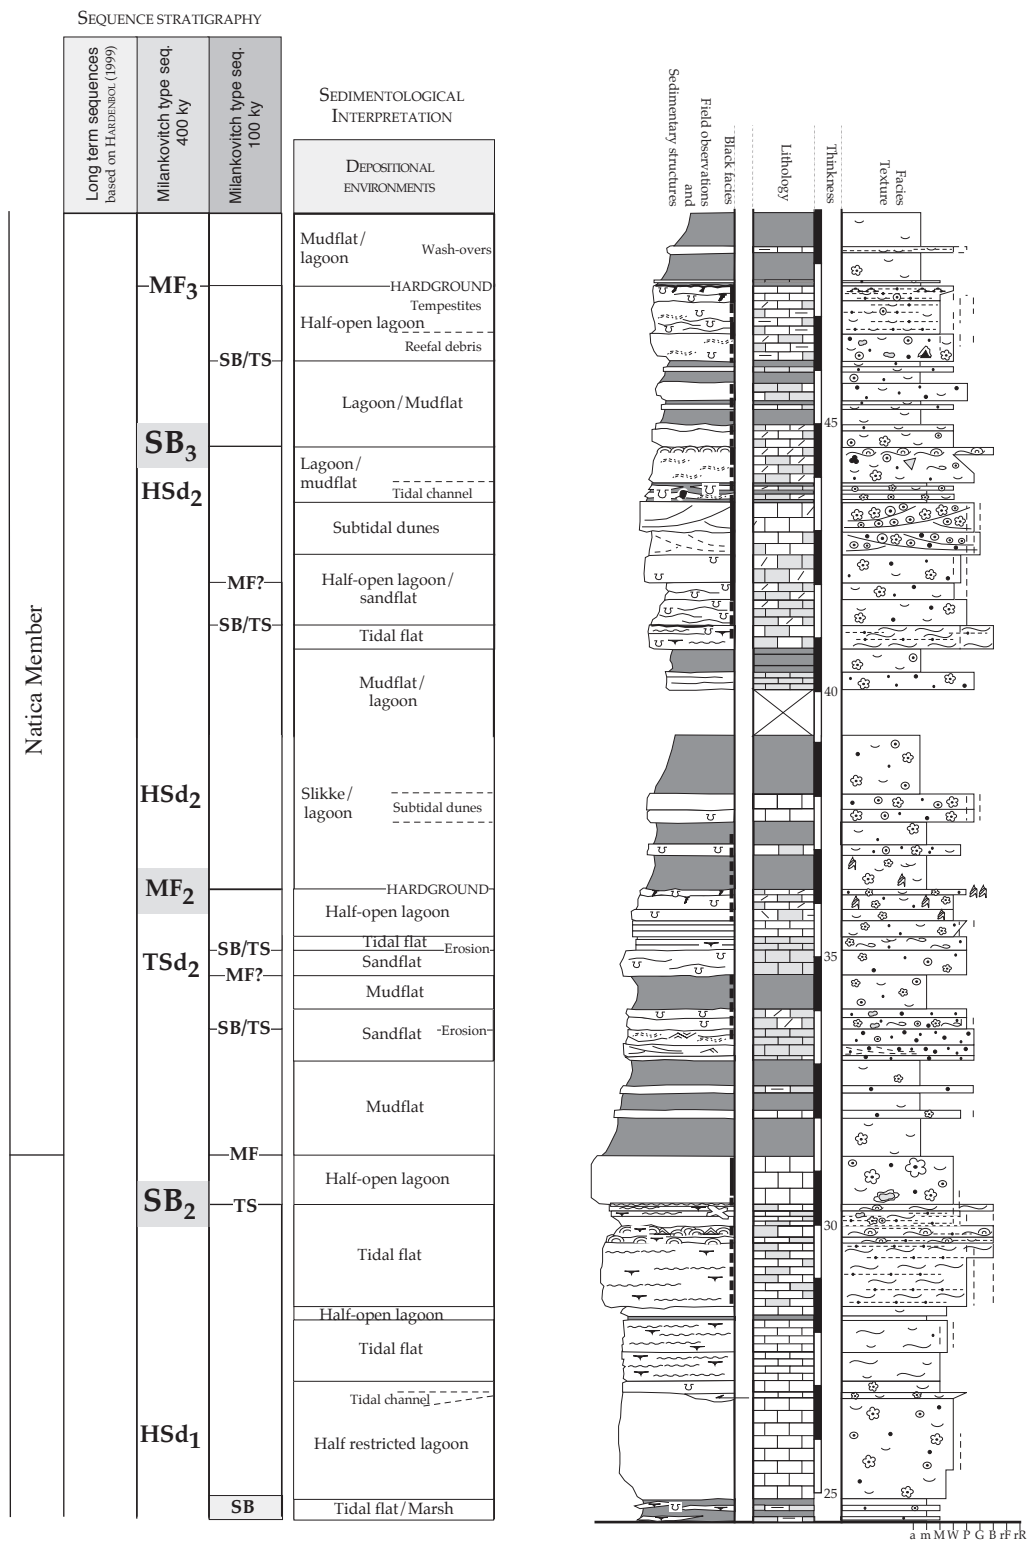 SEQUENCE STRATIGRAPHY
Long term sequences
based on HARDENBOL (1999)
Milankovitch type seq.
400 ky
Milankovitch type seq.
100 ky
SEDIMENTOLOGICAL
INTERPRETATION
DEPOSITIONAL
ENVIRONMENTS
Sedimentary structures
and
Field observations
Black facies
Lithology
Thinkness
Facies
Texture
Natica Member
MF3
SB/TS
SB3
HSd2
MF?
SB/TS
HSd2
MF2
SB/TS
TSd2
MF?
SB/TS
MF
SB2
TS
HSd1
SB
Mudflat/
lagoon
Wash-overs
HARDGROUND
Tempestites
Half-open lagoon
Reefal debris
Lagoon/Mudflat
Lagoon/
mudflat
Tidal channel
Subtidal dunes
Half-open lagoon/
sandflat
Tidal flat
Mudflat/
lagoon
Slikke/
lagoon
Subtidal dunes
HARDGROUND
Half-open lagoon
Tidal flat
Erosion
Sandflat
Mudflat
Sandflat
Erosion
Mudflat
Half-open lagoon
Tidal flat
Half-open lagoon
Tidal flat
Tidal channel
Half restricted lagoon
Tidal flat/Marsh
45
40
35
30
25
a m M W P G B rF rR